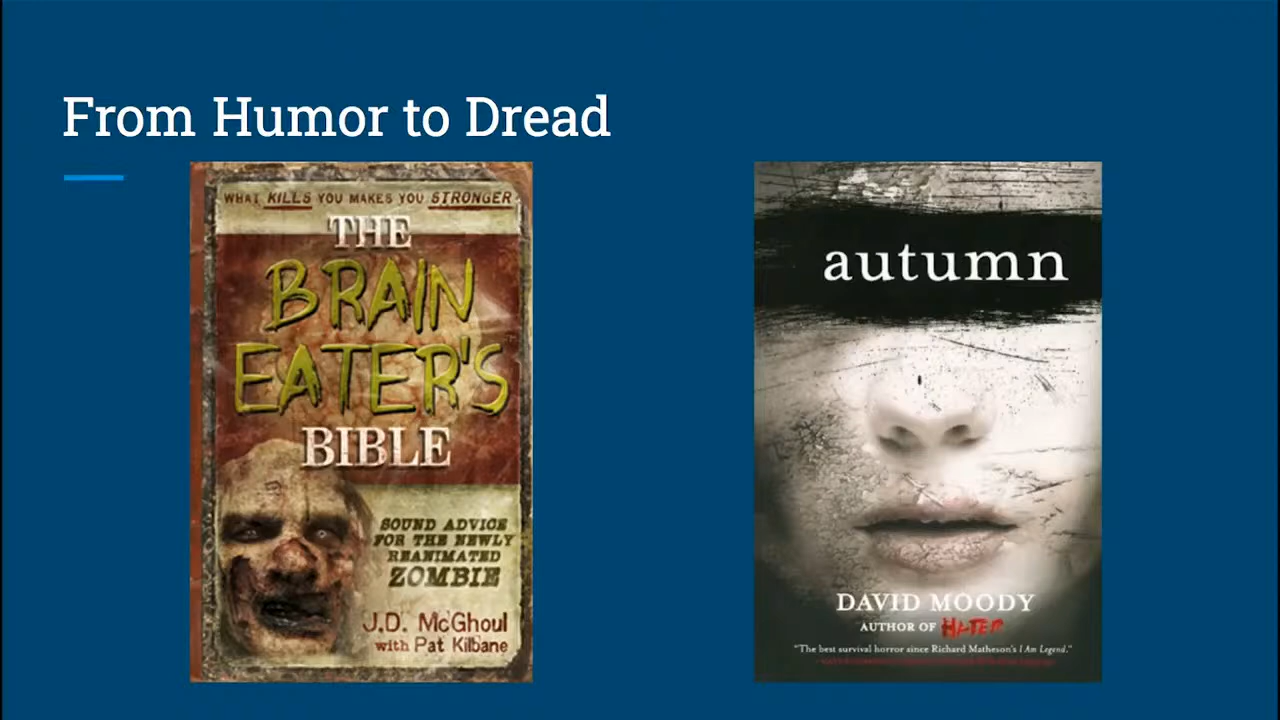 From Humor to Dread
WHAT KILLS YOU MAKES YOU STRONGER
THE
BRAIN
EATER'S
BIBLE
SOUND ADVICE
FOR THE NEWLY
REANIMATED
ZOMBIE
J.D. McGhoul
with Pat Kilbane
autumn
DAVID MOODY
AUTHOR OF HATER
"The best survival horror since Richard Matheson's I Am Legend."